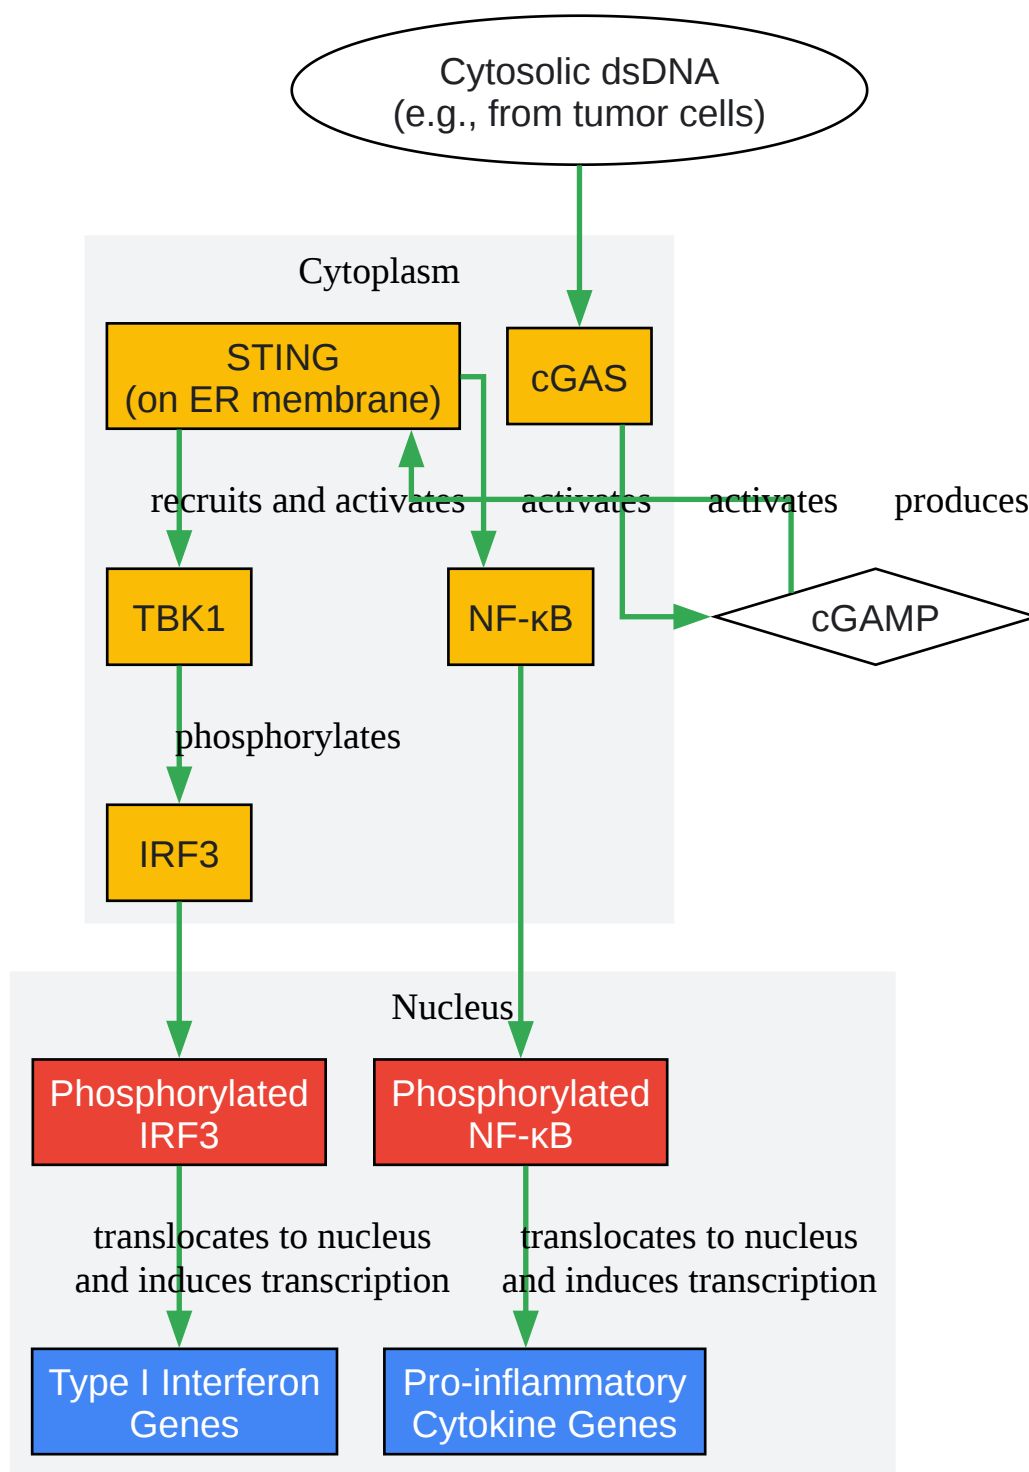 Cytosolic dsDNA
(e.g., from tumor cells)
Cytoplasm
STING
(on ER membrane)
cGAS
recruits and activates
activates
activates
produces
TBK1
NF-κB
cGAMP
phosphorylates
IRF3
Nucleus
Phosphorylated
IRF3
Phosphorylated
NF-κB
translocates to nucleus
and induces transcription
translocates to nucleus
and induces transcription
Type I Interferon
Genes
Pro-inflammatory
Cytokine Genes